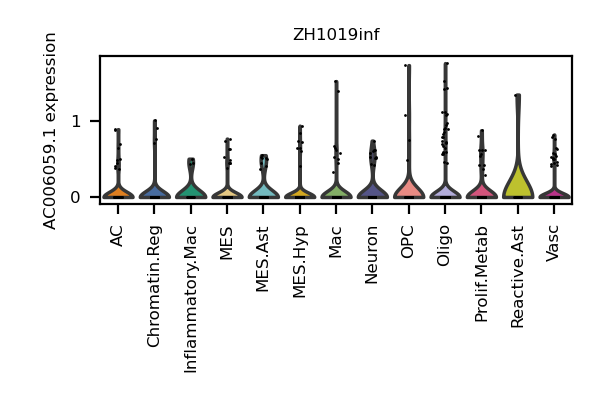 ZH1019inf
AC006059.1 expression
1
0
AC
Chromatin.Reg
Inflammatory.Mac
MES
MES.Ast
MES.Hyp
Mac
Neuron
OPC
Oligo
Prolif.Metab
Reactive.Ast
Vasc